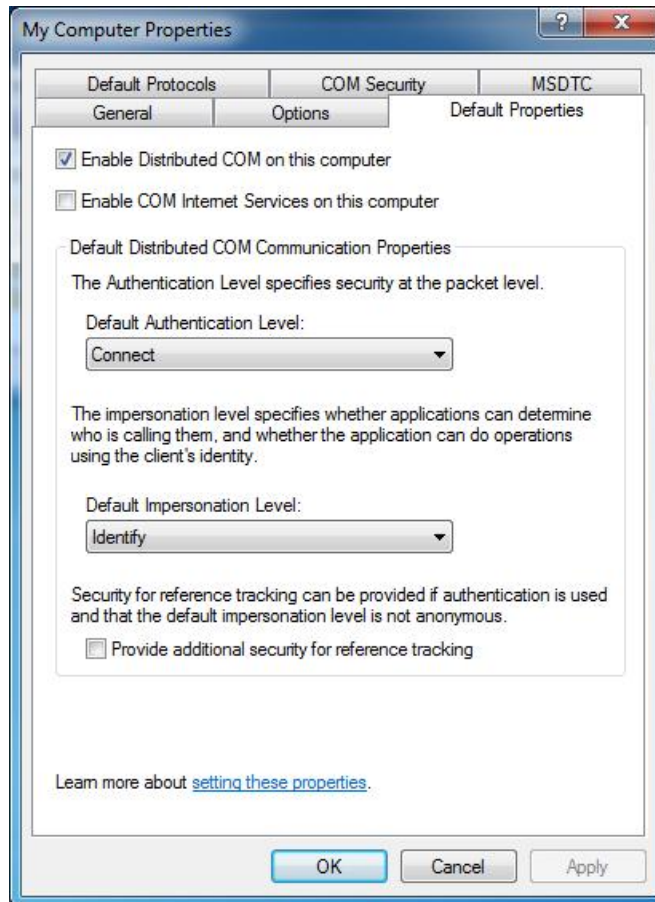 My Computer Properties
?
Default Protocols COM Security MSDTC
General Options Default Properties
Enable Distributed COM on this computer
Enable COM Internet Services on this computer
Default Distributed COM Communication Properties
The Authentication Level specifies security at the packet level.
Default Authentication Level:
Connect
The impersonation level specifies whether applications can determine
who is calling them, and whether the application can do operations
using the client's identity.
Default Impersonation Level:
Identify
Security for reference tracking can be provided if authentication is used
and that the default impersonation level is not anonymous.
Provide additional security for reference tracking
Learn more about setting these properties.
OK Cancel Apply